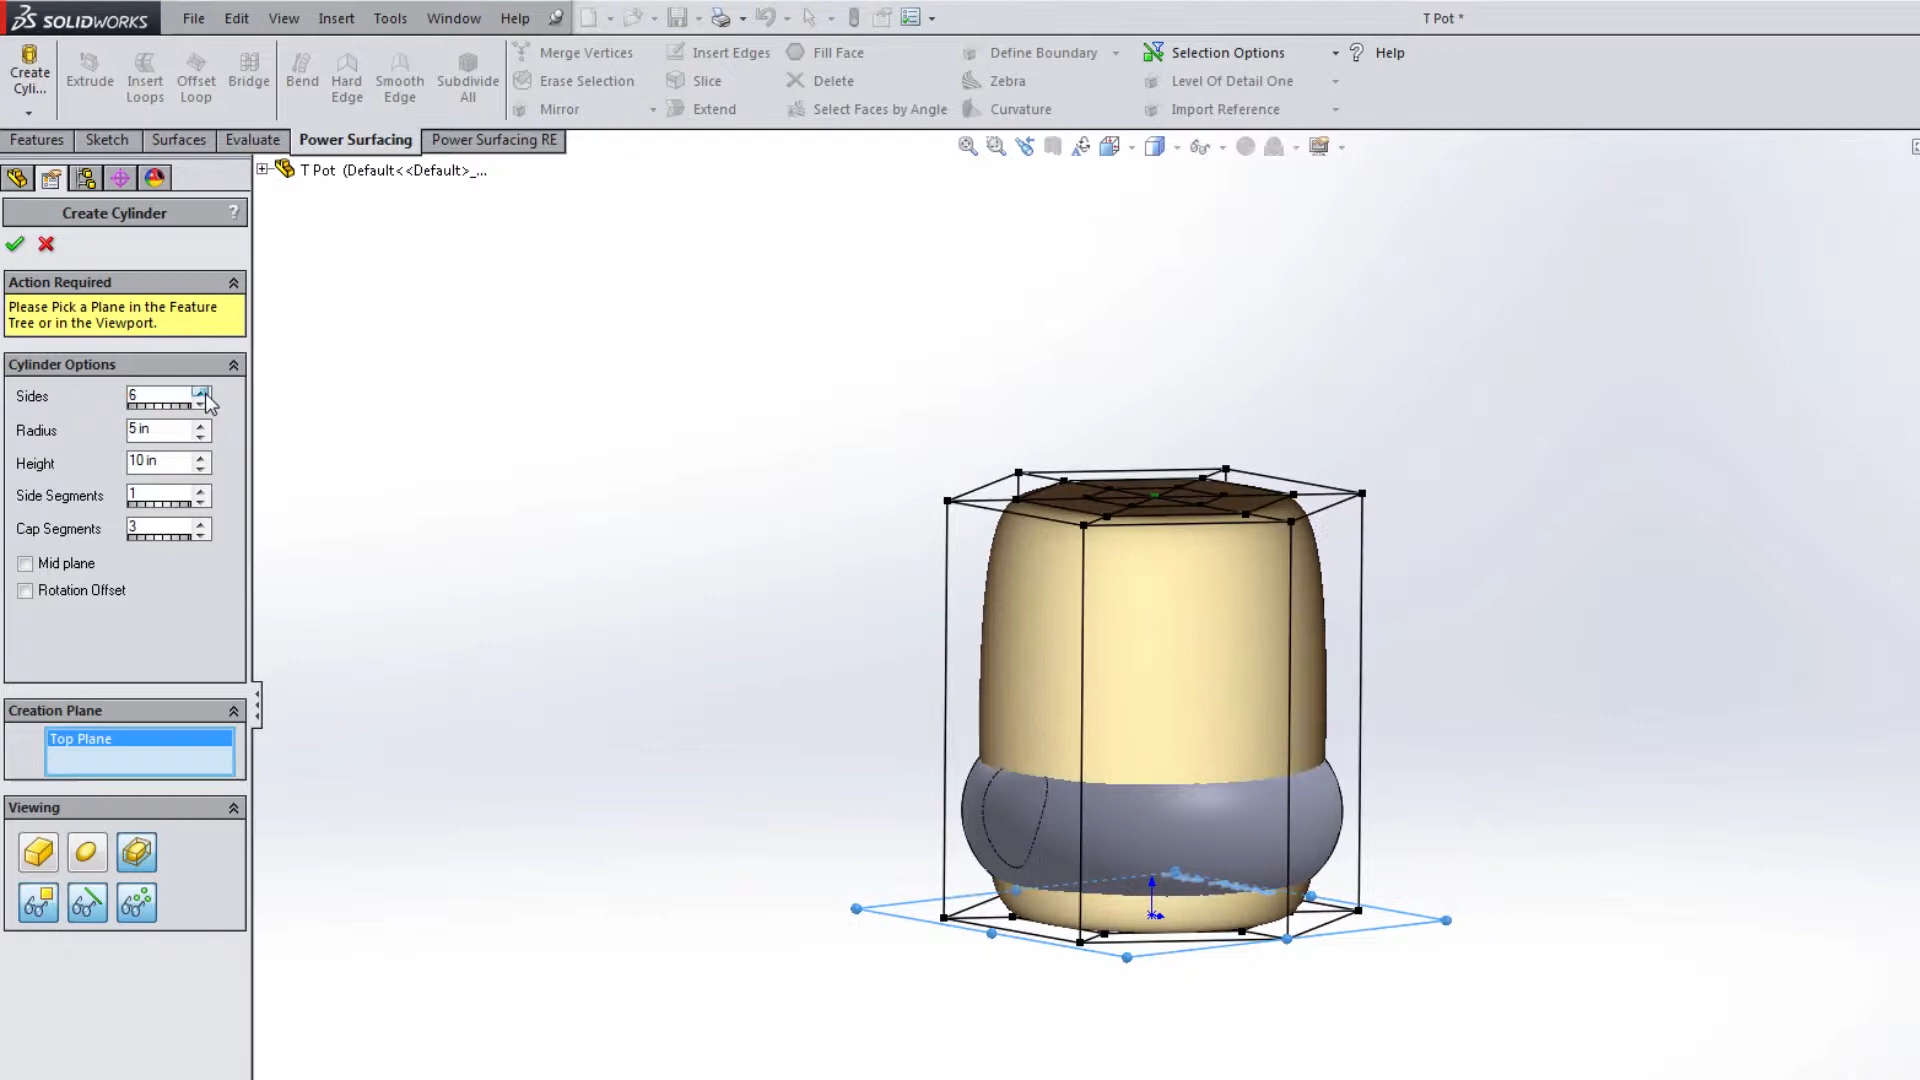 SOLIDWORKS File Edit View Insert Tools Window Help T Pot *
Create Cyli... Extrude Insert Loops Offset Loop Bridge Bend Hard Edge Smooth Edge Subdivide All
Merge Vertices Insert Edges Fill Face Define Boundary Selection Options ? Help
Erase Selection Slice Delete Zebra Level Of Detail One
Mirror Extend Select Faces by Angle Curvature Import Reference
Features Sketch Surfaces Evaluate Power Surfacing Power Surfacing RE
T Pot (Default<<Default>_...
Create Cylinder ?
Action Required
Please Pick a Plane in the Feature
Tree or in the Viewport.
Cylinder Options
Sides 6
Radius 5 in
Height 10 in
Side Segments 1
Cap Segments 3
Mid plane
Rotation Offset
Creation Plane
Top Plane
Viewing